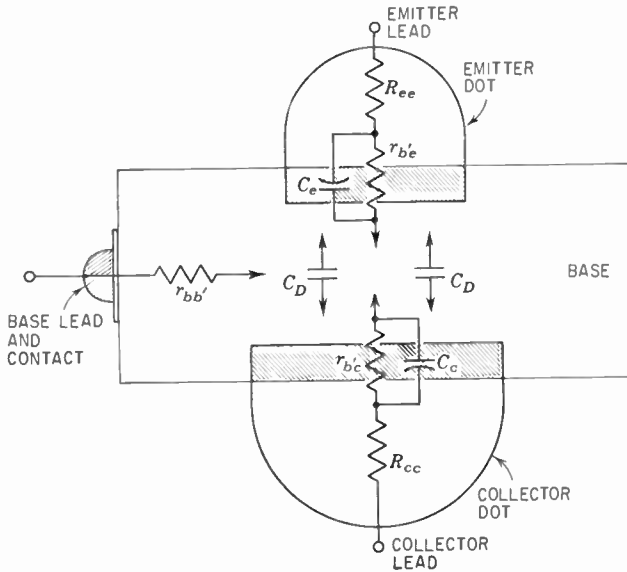 EMITTER
LEAD
EMITTER
DOT
R_ee
r_b'e
C_e
C_D
C_D
BASE
r_bb'
BASE LEAD
AND
CONTACT
r_b'c
C_c
R_cc
COLLECTOR
DOT
COLLECTOR
LEAD